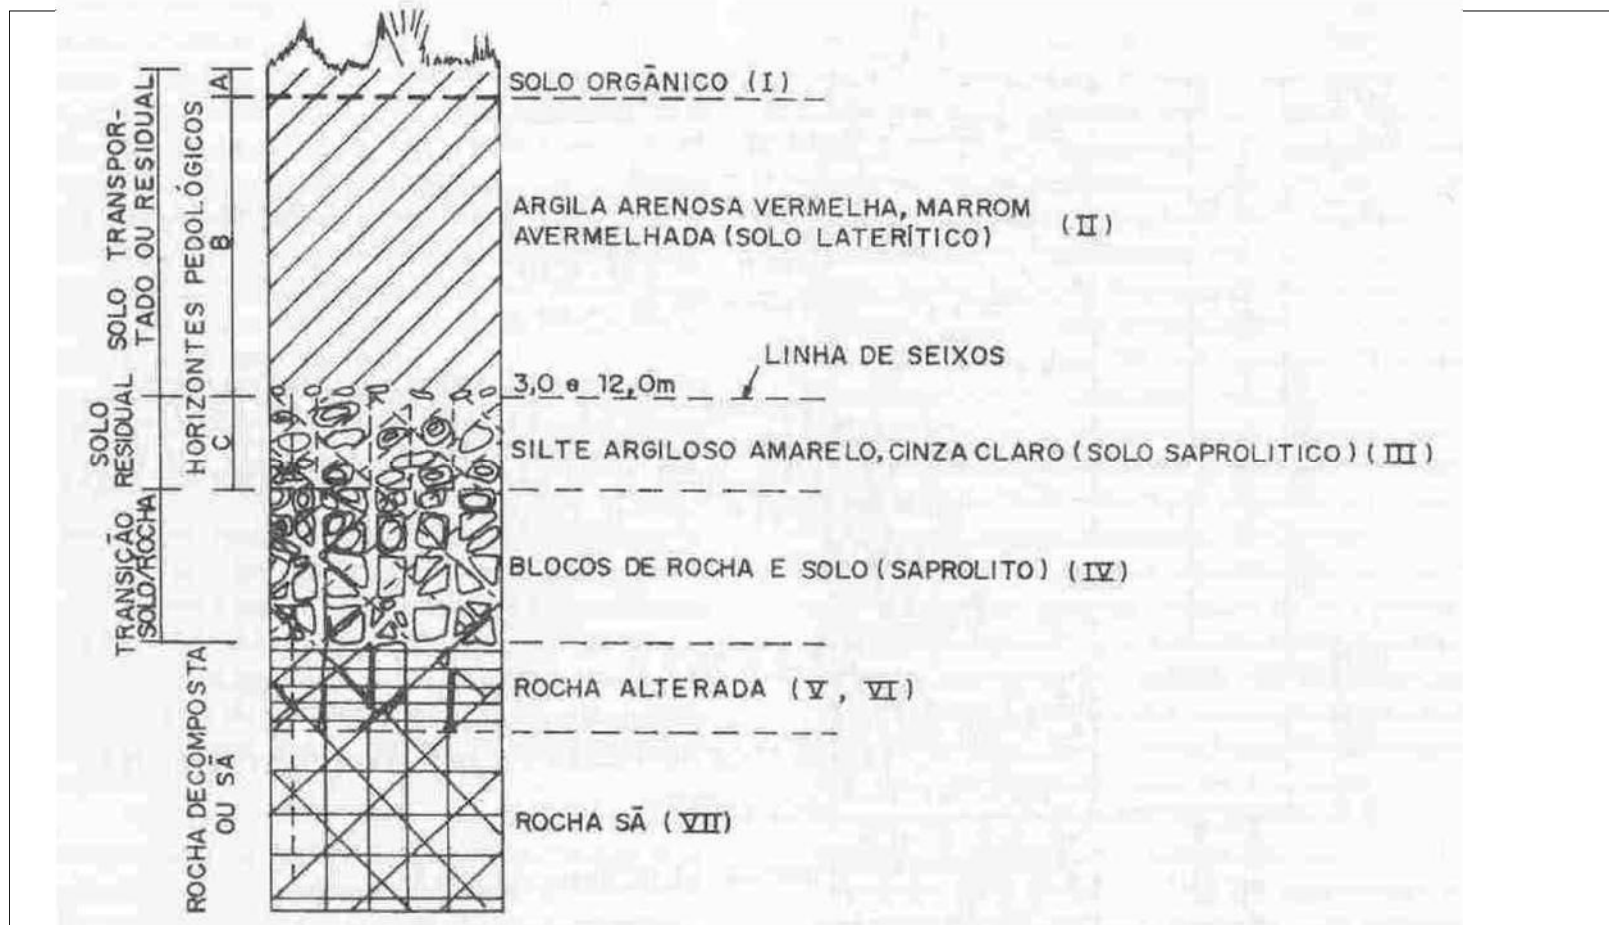 SOLO TRANSPOR-
TADO OU RESIDUAL
SOLO
RESIDUAL
TRANSIÇÃO
SOLO/ROCHA
HORIZONTES PEDOLÓGICOS
A
B
C
ROCHA DECOMPOSTA
OU SÃ
SOLO ORGÂNICO (I)
ARGILA ARENOSA VERMELHA, MARROM
AVERMELHADA (SOLO LATERÍTICO) (II)
LINHA DE SEIXOS
3,0 e 12,0m
SILTE ARGILOSO AMARELO, CINZA CLARO (SOLO SAPROLITICO) (III)
BLOCOS DE ROCHA E SOLO (SAPROLITO) (IV)
ROCHA ALTERADA (V, VI)
ROCHA SÃ (VII)